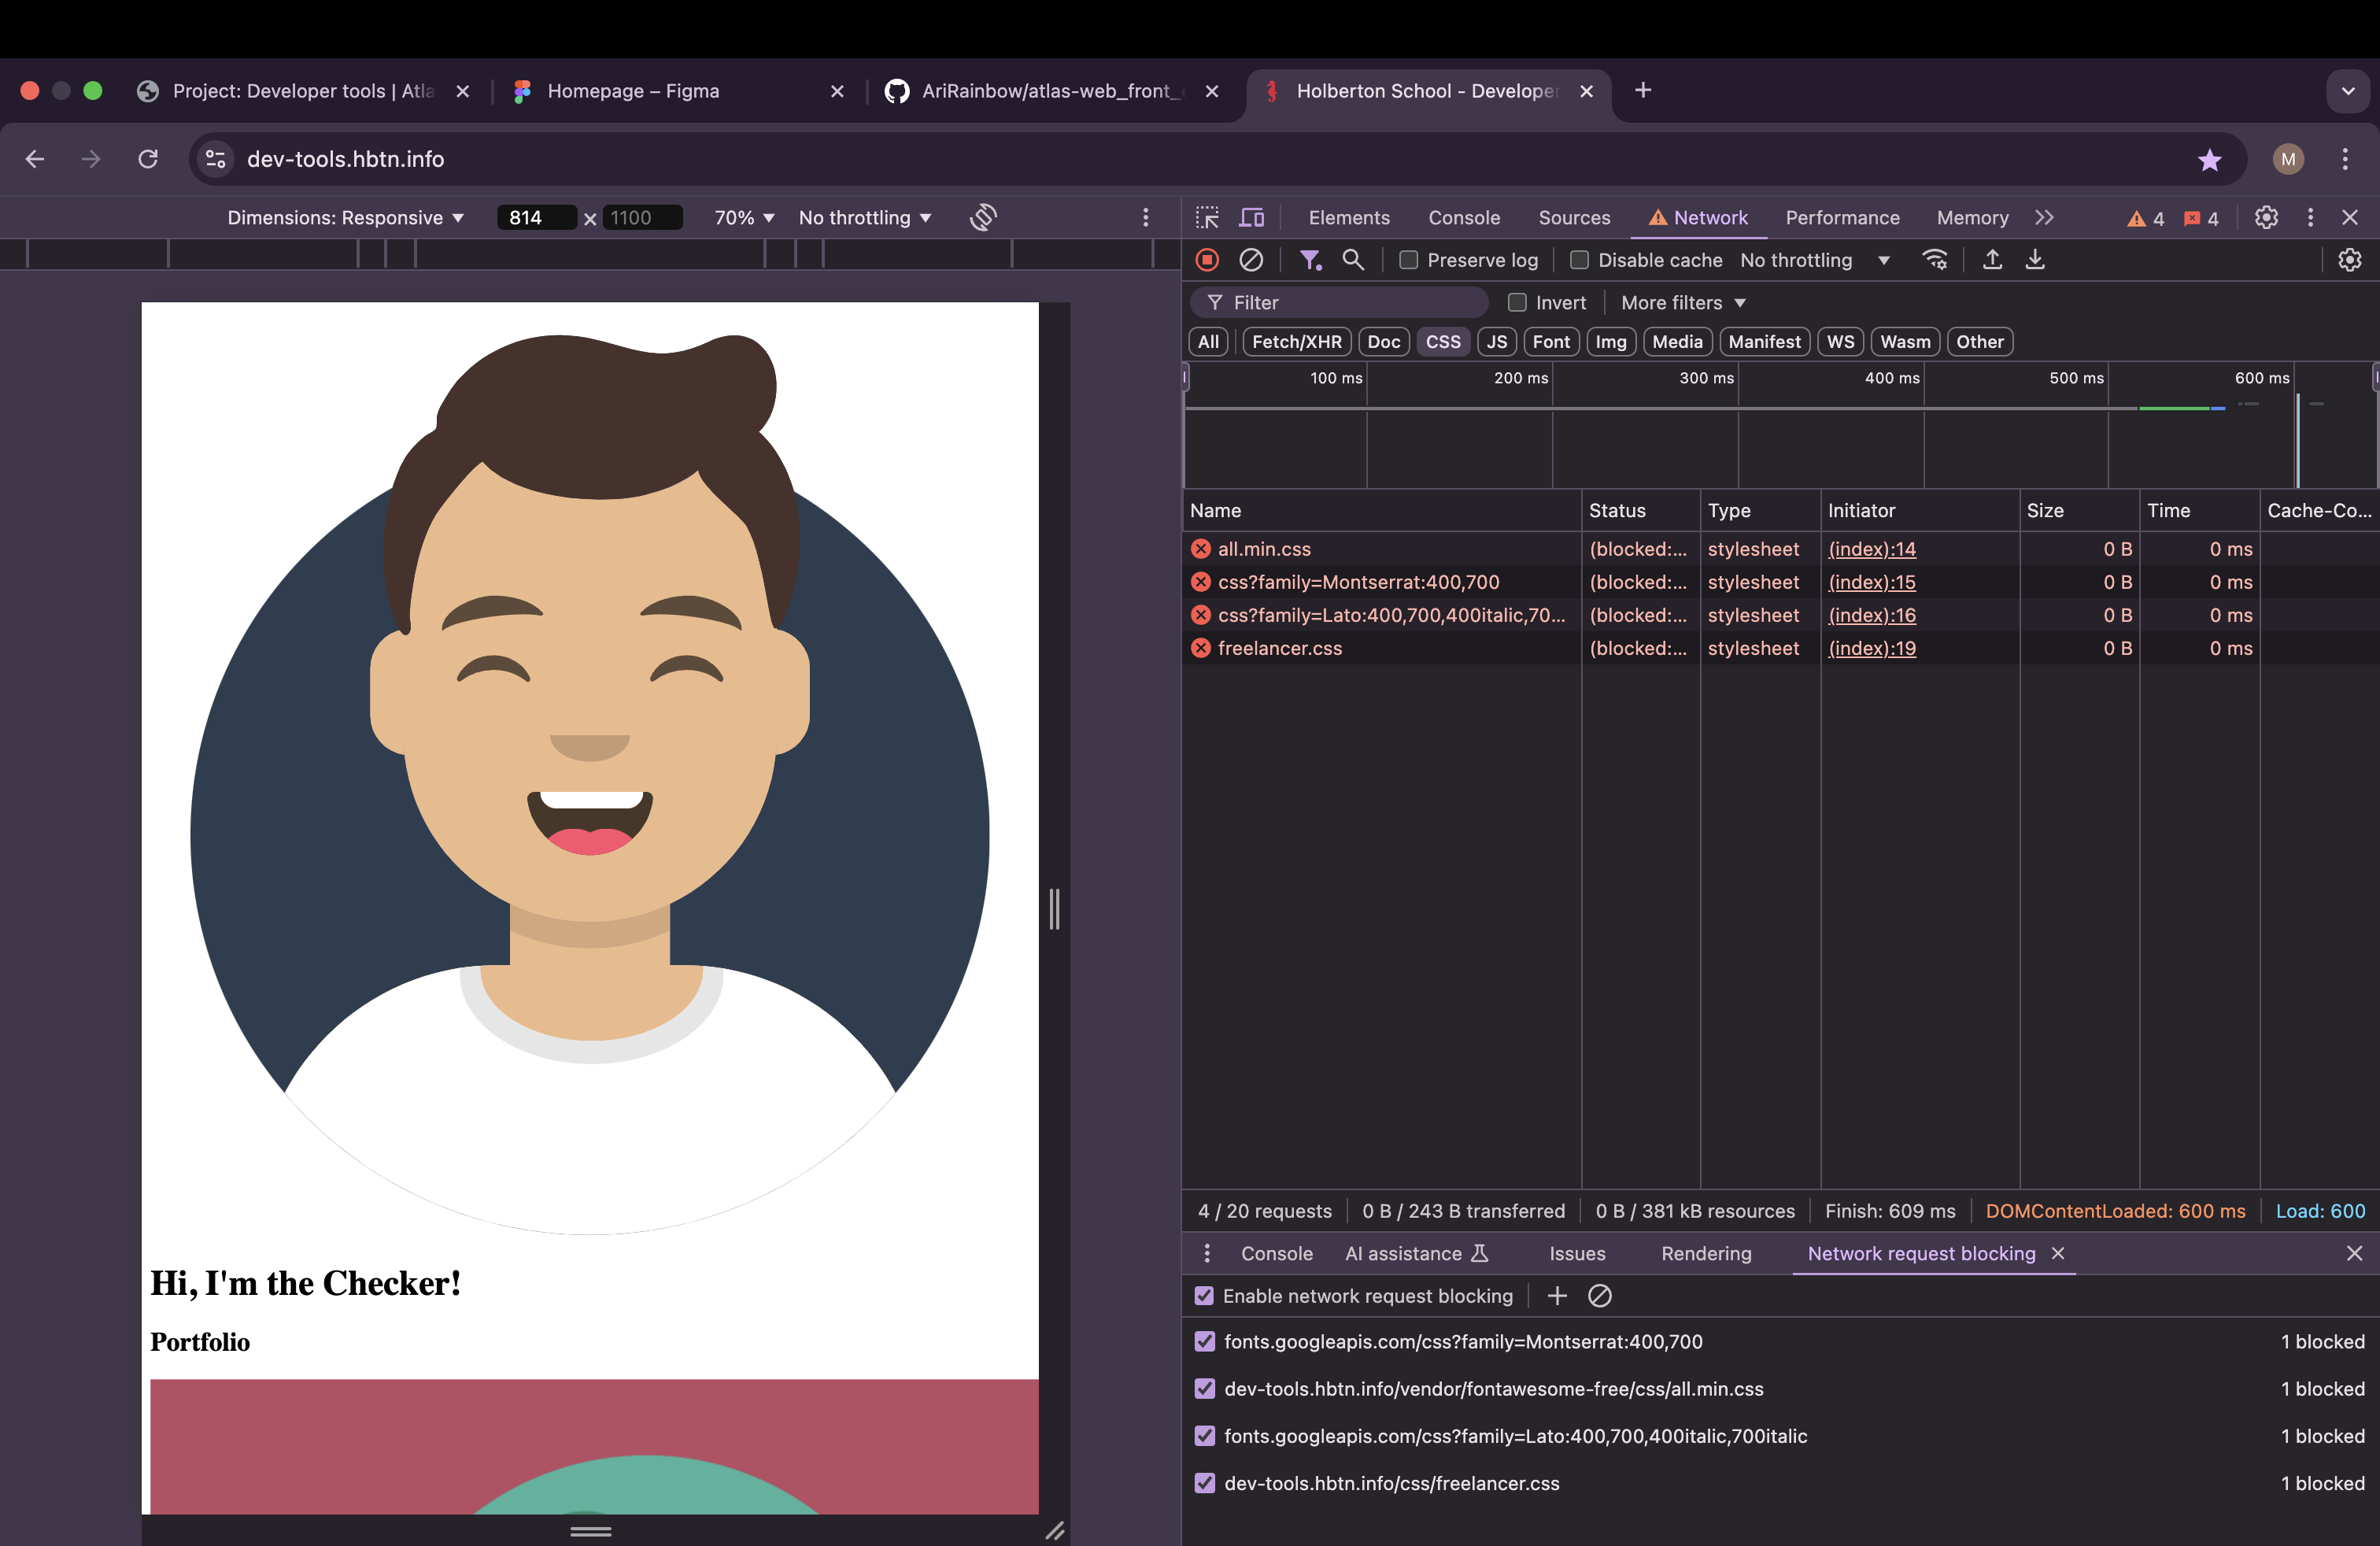 Project: Developer tools | Atla
Homepage – Figma
AriRainbow/atlas-web_front_
Holberton School - Developer
dev-tools.hbtn.info
M
Dimensions: Responsive 814 × 1100 70% No throttling
Elements Console Sources Network Performance Memory 4 4
Preserve log Disable cache No throttling
Filter Invert More filters
All Fetch/XHR Doc CSS JS Font Img Media Manifest WS Wasm Other
100 ms 200 ms 300 ms 400 ms 500 ms 600 ms
Name Status Type Initiator Size Time Cache-Co...
all.min.css (blocked:... stylesheet (index):14 0 B 0 ms
css?family=Montserrat:400,700 (blocked:... stylesheet (index):15 0 B 0 ms
css?family=Lato:400,700,400italic,70... (blocked:... stylesheet (index):16 0 B 0 ms
freelancer.css (blocked:... stylesheet (index):19 0 B 0 ms
4 / 20 requests 0 B / 243 B transferred 0 B / 381 kB resources Finish: 609 ms DOMContentLoaded: 600 ms Load: 600
Console AI assistance Issues Rendering Network request blocking
Enable network request blocking
fonts.googleapis.com/css?family=Montserrat:400,700 1 blocked
dev-tools.hbtn.info/vendor/fontawesome-free/css/all.min.css 1 blocked
fonts.googleapis.com/css?family=Lato:400,700,400italic,700italic 1 blocked
dev-tools.hbtn.info/css/freelancer.css 1 blocked
Hi, I'm the Checker!
Portfolio